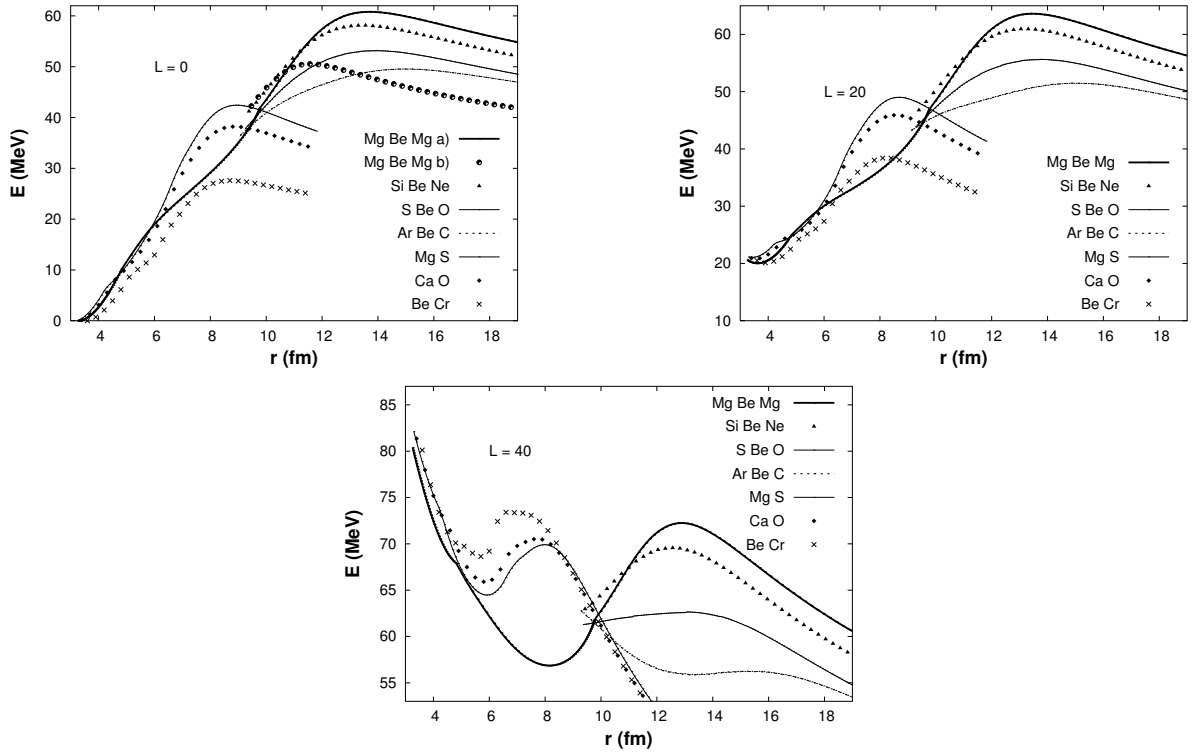 E (MeV)
60
50
40
30
20
10
0
L = 0
Mg Be Mg a)
Mg Be Mg b)
Si Be Ne
S Be O
Ar Be C
Mg S
Ca O
Be Cr
4 6 8 10 12 14 16 18
r (fm)
E (MeV)
60
50
40
30
20
10
L = 20
Mg Be Mg
Si Be Ne
S Be O
Ar Be C
Mg S
Ca O
Be Cr
4 6 8 10 12 14 16 18
r (fm)
E (MeV)
85
80
75
70
65
60
55
L = 40
Mg Be Mg
Si Be Ne
S Be O
Ar Be C
Mg S
Ca O
Be Cr
4 6 8 10 12 14 16 18
r (fm)